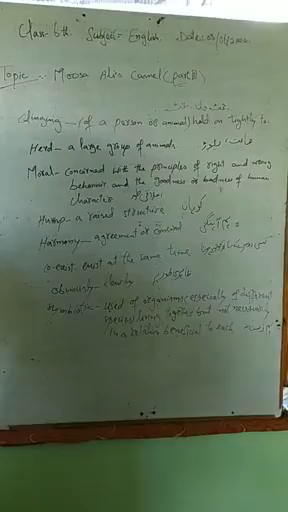 Class- 6th. Subject= English. Date:- 
Topic :- Moosa Ali's Camel (part II)
Clinging — (of a person or animal) hold on tightly to.
Herd – a large group of animals.
Moral – concerned with the principles of right and wrong
behaviour and the goodness or badness of human
character
Hump – a raised structure کوہان
Harmony – agreement or concord ہم آہنگی
co-exist exist at the same time
obviously clearly
Symbiotic – used of organisms especially of different
species living together but not necessarily
in a relation beneficial to each